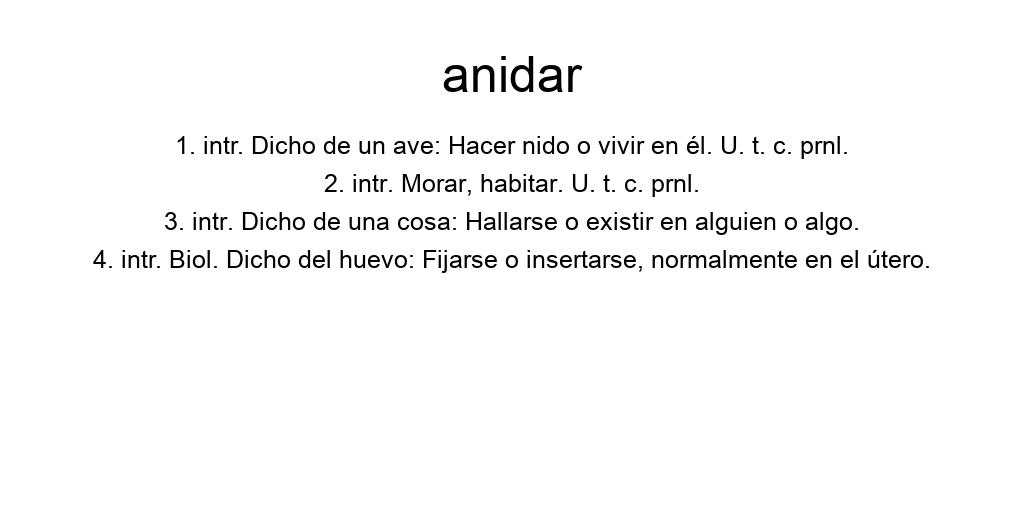 anidar
1. intr. Dicho de un ave: Hacer nido o vivir en él. U. t. c. prnl.
2. intr. Morar, habitar. U. t. c. prnl.
3. intr. Dicho de una cosa: Hallarse o existir en alguien o algo.
4. intr. Biol. Dicho del huevo: Fijarse o insertarse, normalmente en el útero.